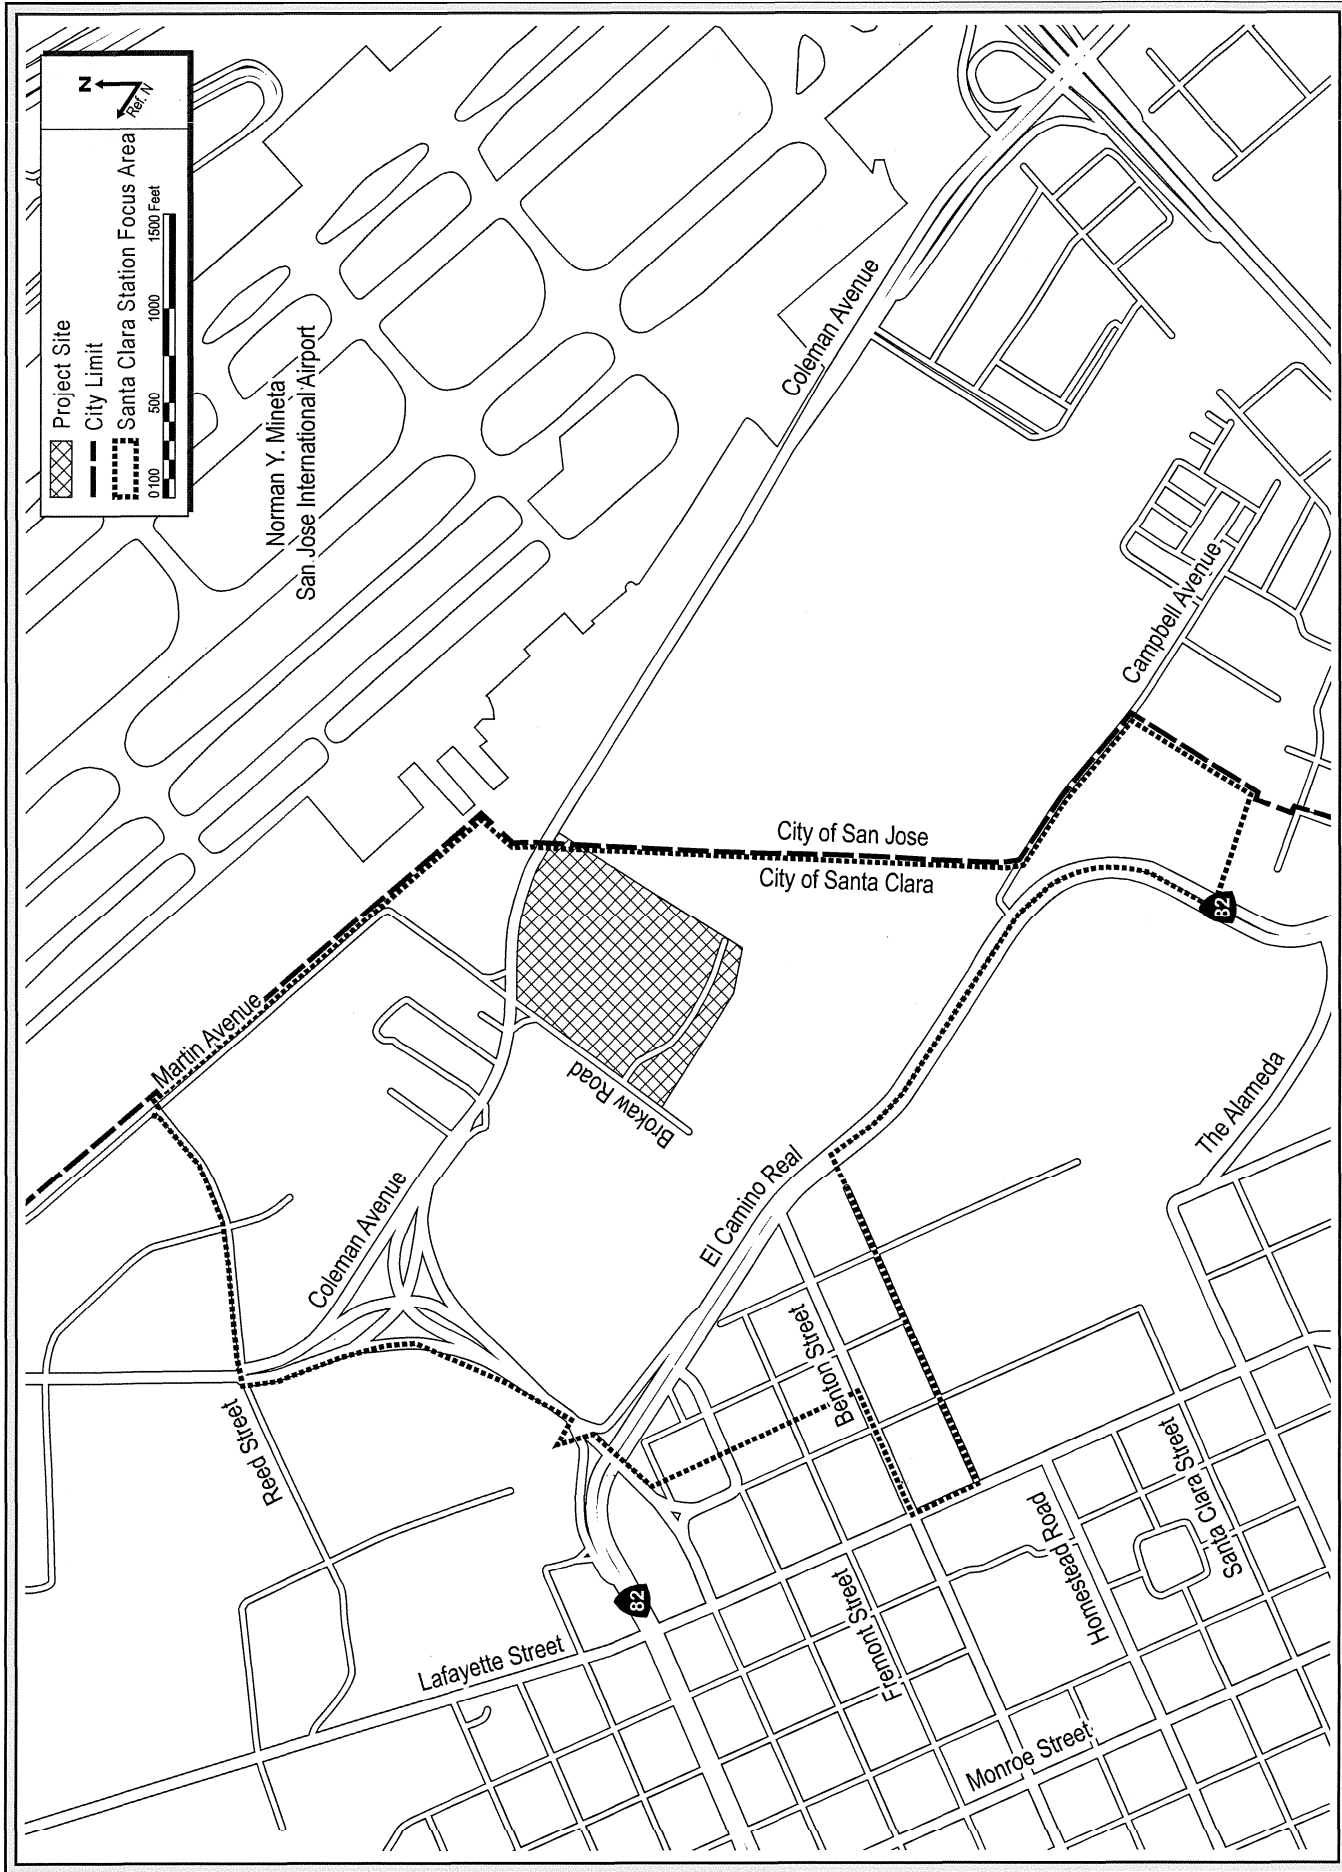 Project Site
City Limit
Santa Clara Station Focus Area
0 100 500 1000 1500 Feet
N
Ref. N
Norman Y. Mineta
San Jose International Airport
Coleman Avenue
Campbell Avenue
City of San Jose
City of Santa Clara
82
Martin Avenue
Brokaw Road
The Alameda
El Camino Real
Coleman Avenue
Benton Street
Reed Street
Santa Clara Street
Homestead Road
Fremont Street
82
Lafayette Street
Monroe Street